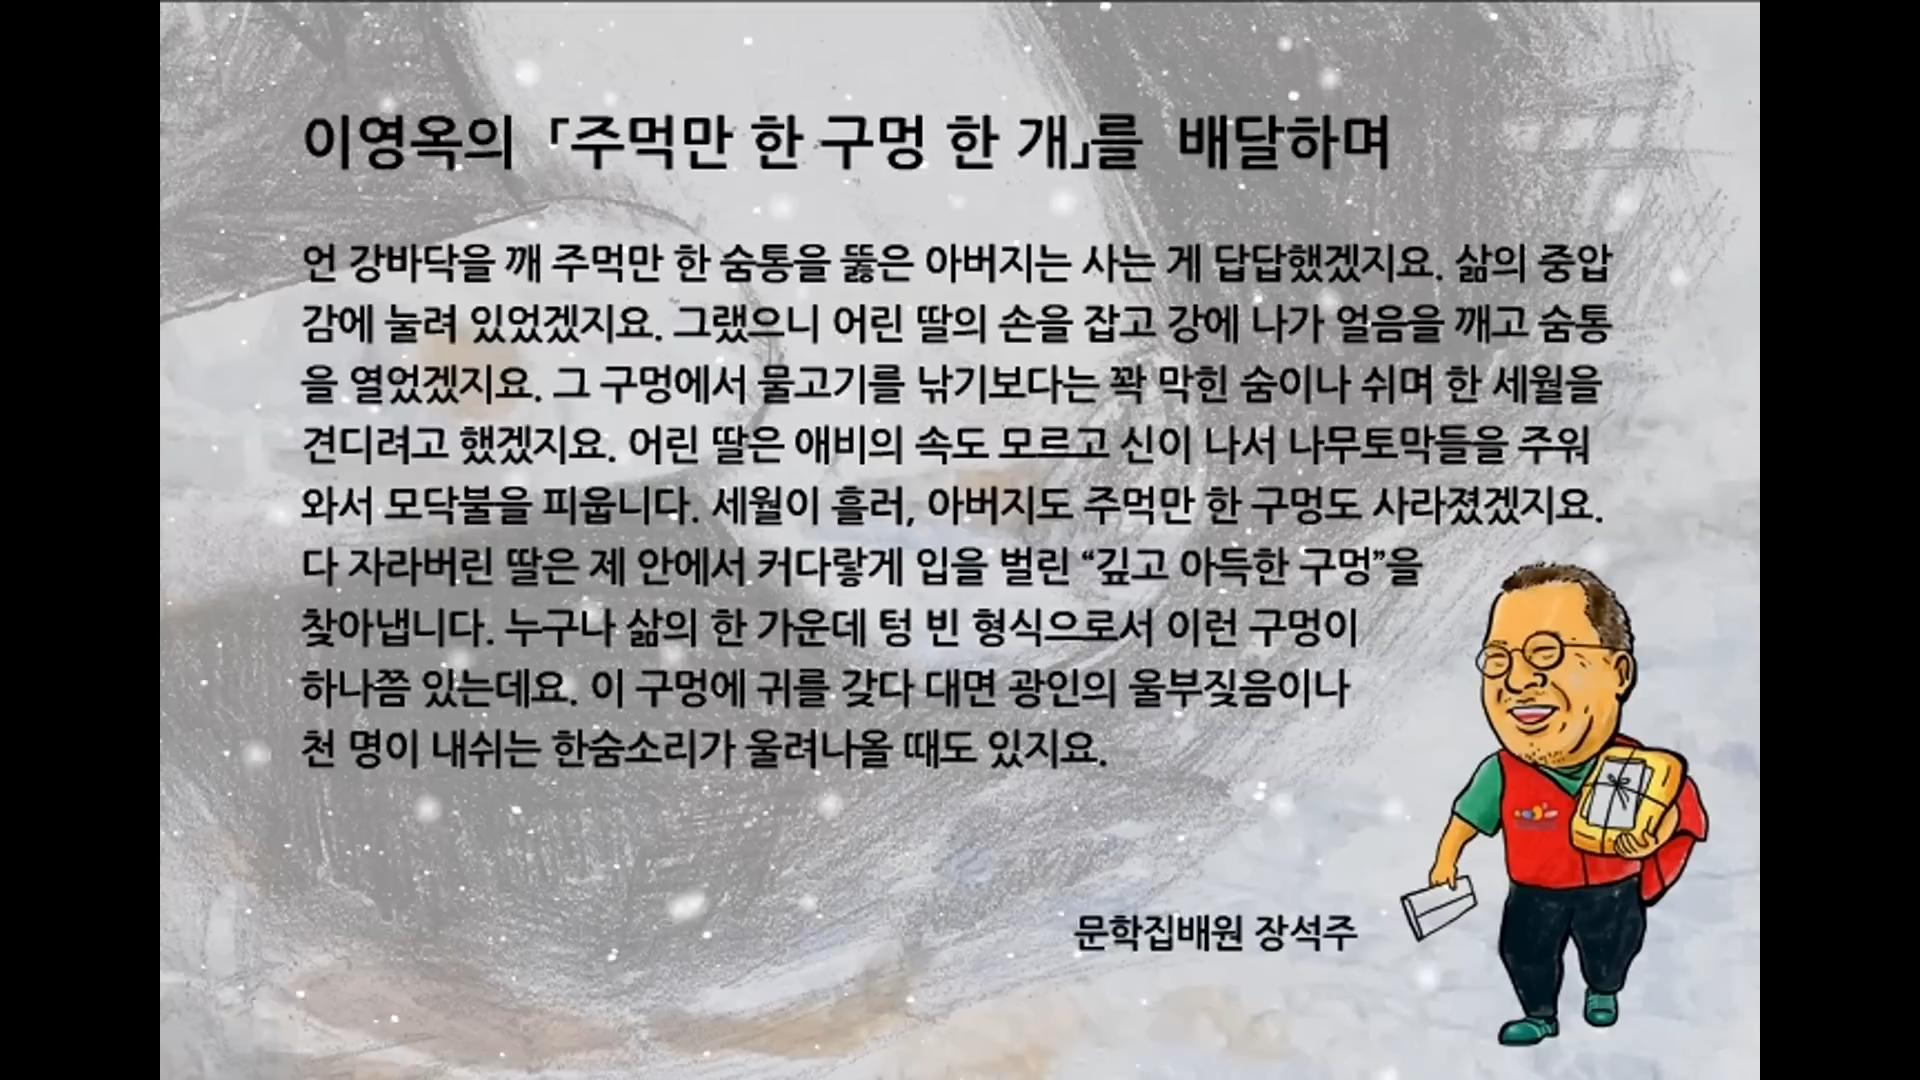 이영옥의 「주먹만 한 구멍 한 개」를 배달하며
언 강바닥을 깨 주먹만 한 숨통을 뚫은 아버지는 사는 게 답답했겠지요. 삶의 중압
감에 눌려 있었겠지요. 그랬으니 어린 딸의 손을 잡고 강에 나가 얼음을 깨고 숨통
을 열었겠지요. 그 구멍에서 물고기를 낚기보다는 꽉 막힌 숨이나 쉬며 한 세월을
견디려고 했겠지요. 어린 딸은 애비의 속도 모르고 신이 나서 나무토막들을 주워
와서 모닥불을 피웁니다. 세월이 흘러, 아버지도 주먹만 한 구멍도 사라졌겠지요.
다 자라버린 딸은 제 안에서 커다랗게 입을 벌린 “깊고 아득한 구멍”을
찾아냅니다. 누구나 삶의 한 가운데 텅 빈 형식으로서 이런 구멍이
하나쯤 있는데요. 이 구멍에 귀를 갖다 대면 광인의 울부짖음이나
천 명이 내쉬는 한숨소리가 울려나올 때도 있지요.
문학집배원 장석주